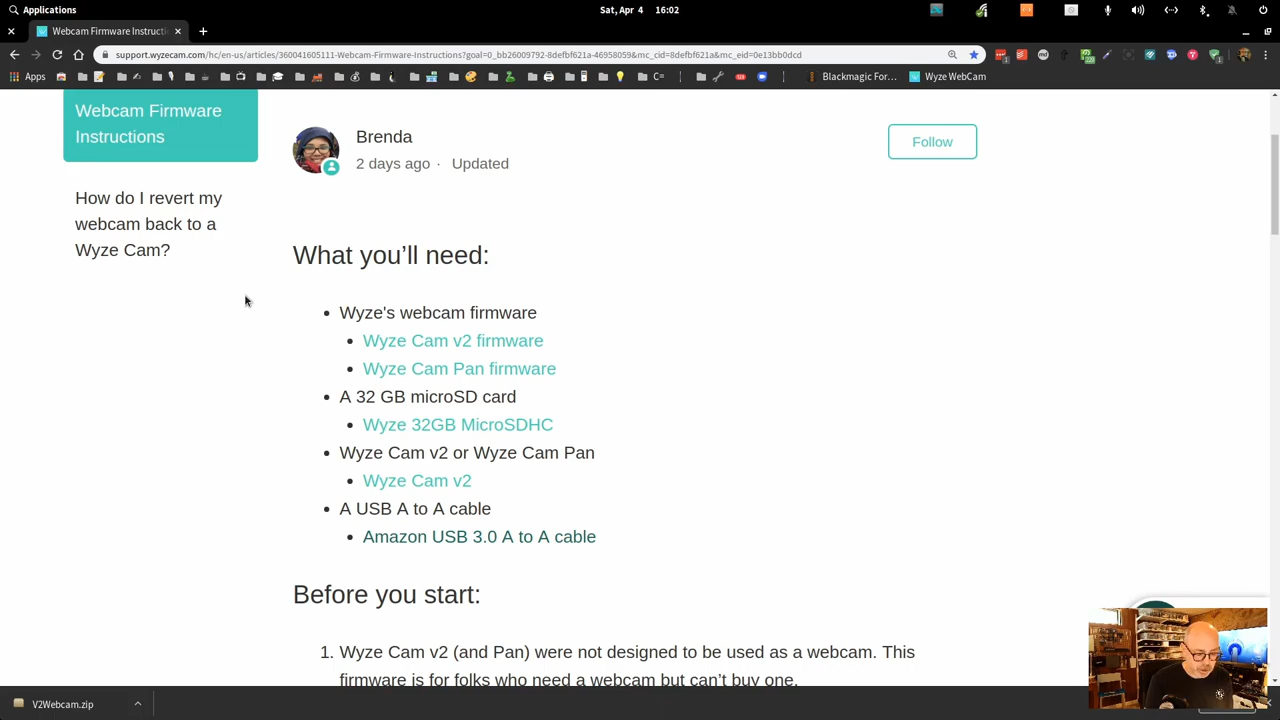 Applications
Sat, Apr 4 16:02
Webcam Firmware Instructi
support.wyzecam.com/hc/en-us/articles/360041605111-Webcam-Firmware-Instructions?goal=0_bb26009792-8defbf621a-46958059&mc_cid=8defbf621a&mc_eid=0e13bb0dcd
Apps
C=
Blackmagic For...
Wyze WebCam
Webcam Firmware
Instructions
How do I revert my
webcam back to a
Wyze Cam?
Brenda
2 days ago · Updated
Follow
What you’ll need:
• Wyze's webcam firmware
• Wyze Cam v2 firmware
• Wyze Cam Pan firmware
• A 32 GB microSD card
• Wyze 32GB MicroSDHC
• Wyze Cam v2 or Wyze Cam Pan
• Wyze Cam v2
• A USB A to A cable
• Amazon USB 3.0 A to A cable
Before you start:
1. Wyze Cam v2 (and Pan) were not designed to be used as a webcam. This
firmware is for folks who need a webcam but can’t buy one.
V2Webcam.zip